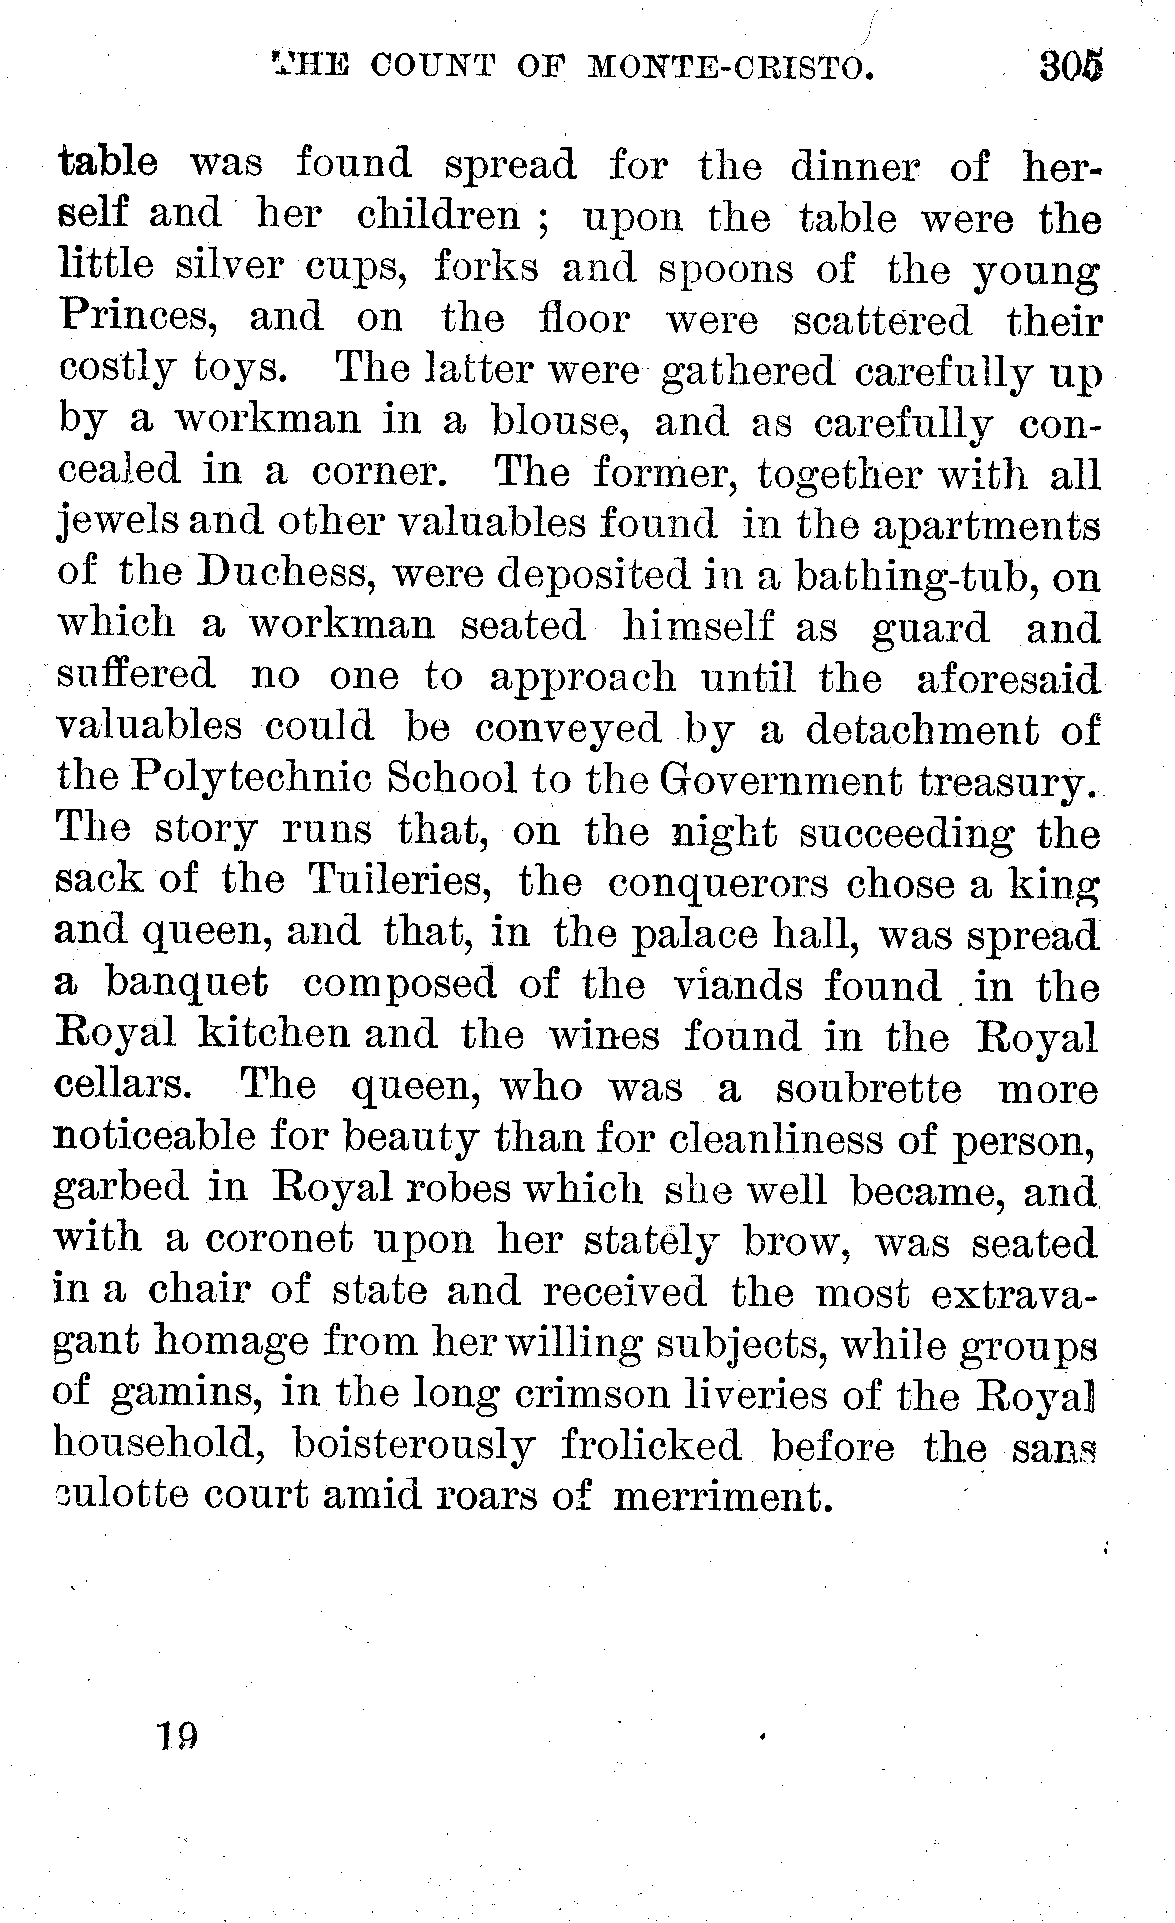 THE COUNT OF MONTE-CRISTO. 305
table was found spread for the dinner of her-
self and her children ; upon the table were the
little silver cups, forks and spoons of the young
Princes, and on the floor were scattered their
costly toys. The latter were gathered carefully up
by a workman in a blouse, and as carefully con-
cealed in a corner. The former, together with all
jewels and other valuables found in the apartments
of the Duchess, were deposited in a bathing-tub, on
which a workman seated himself as guard and
suffered no one to approach until the aforesaid
valuables could be conveyed by a detachment of
the Polytechnic School to the Government treasury.
The story runs that, on the night succeeding the
sack of the Tuileries, the conquerors chose a king
and queen, and that, in the palace hall, was spread
a banquet composed of the viands found in the
Royal kitchen and the wines found in the Royal
cellars. The queen, who was a soubrette more
noticeable for beauty than for cleanliness of person,
garbed in Royal robes which she well became, and
with a coronet upon her stately brow, was seated
in a chair of state and received the most extrava-
gant homage from her willing subjects, while groups
of gamins, in the long crimson liveries of the Royal
household, boisterously frolicked before the sans
culotte court amid roars of merriment.
19